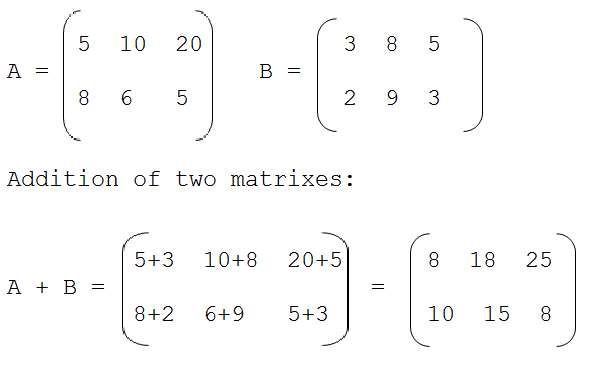 5 10 20 3 8 5
A = B =
8 6 5 2 9 3
Addition of two matrixes:
5+3 10+8 20+5 8 18 25
A + B = =
8+2 6+9 5+3 10 15 8